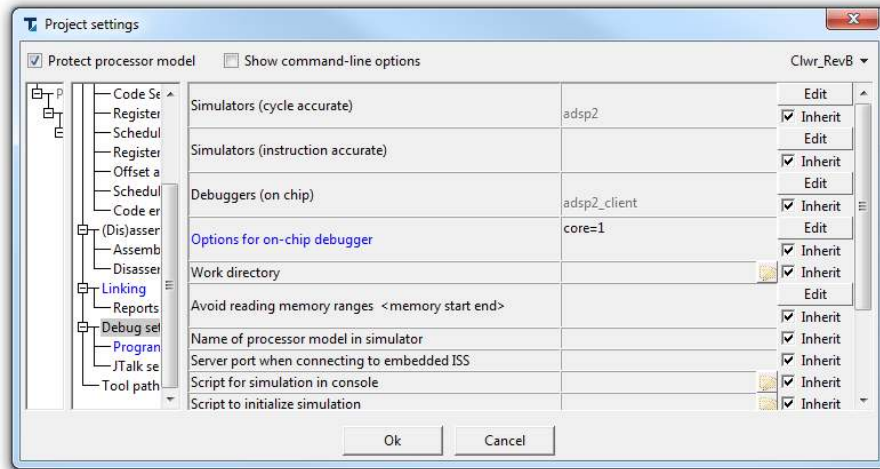 Project settings
Protect processor model
Show command-line options
Clwr_RevB
P
Code Se
Register
Schedul
Register
Offset a
Schedul
Code er
(Dis)asser
Assemb
Disasser
Linking
Reports
Debug set
Progran
JTalk se
Tool path
Simulators (cycle accurate)
adsp2
Edit
Inherit
Simulators (instruction accurate)
Edit
Inherit
Debuggers (on chip)
adsp2_client
Edit
Inherit
Options for on-chip debugger
core=1
Edit
Inherit
Work directory
Inherit
Avoid reading memory ranges <memory start end>
Edit
Inherit
Name of processor model in simulator
Inherit
Server port when connecting to embedded ISS
Inherit
Script for simulation in console
Inherit
Script to initialize simulation
Inherit
Ok
Cancel